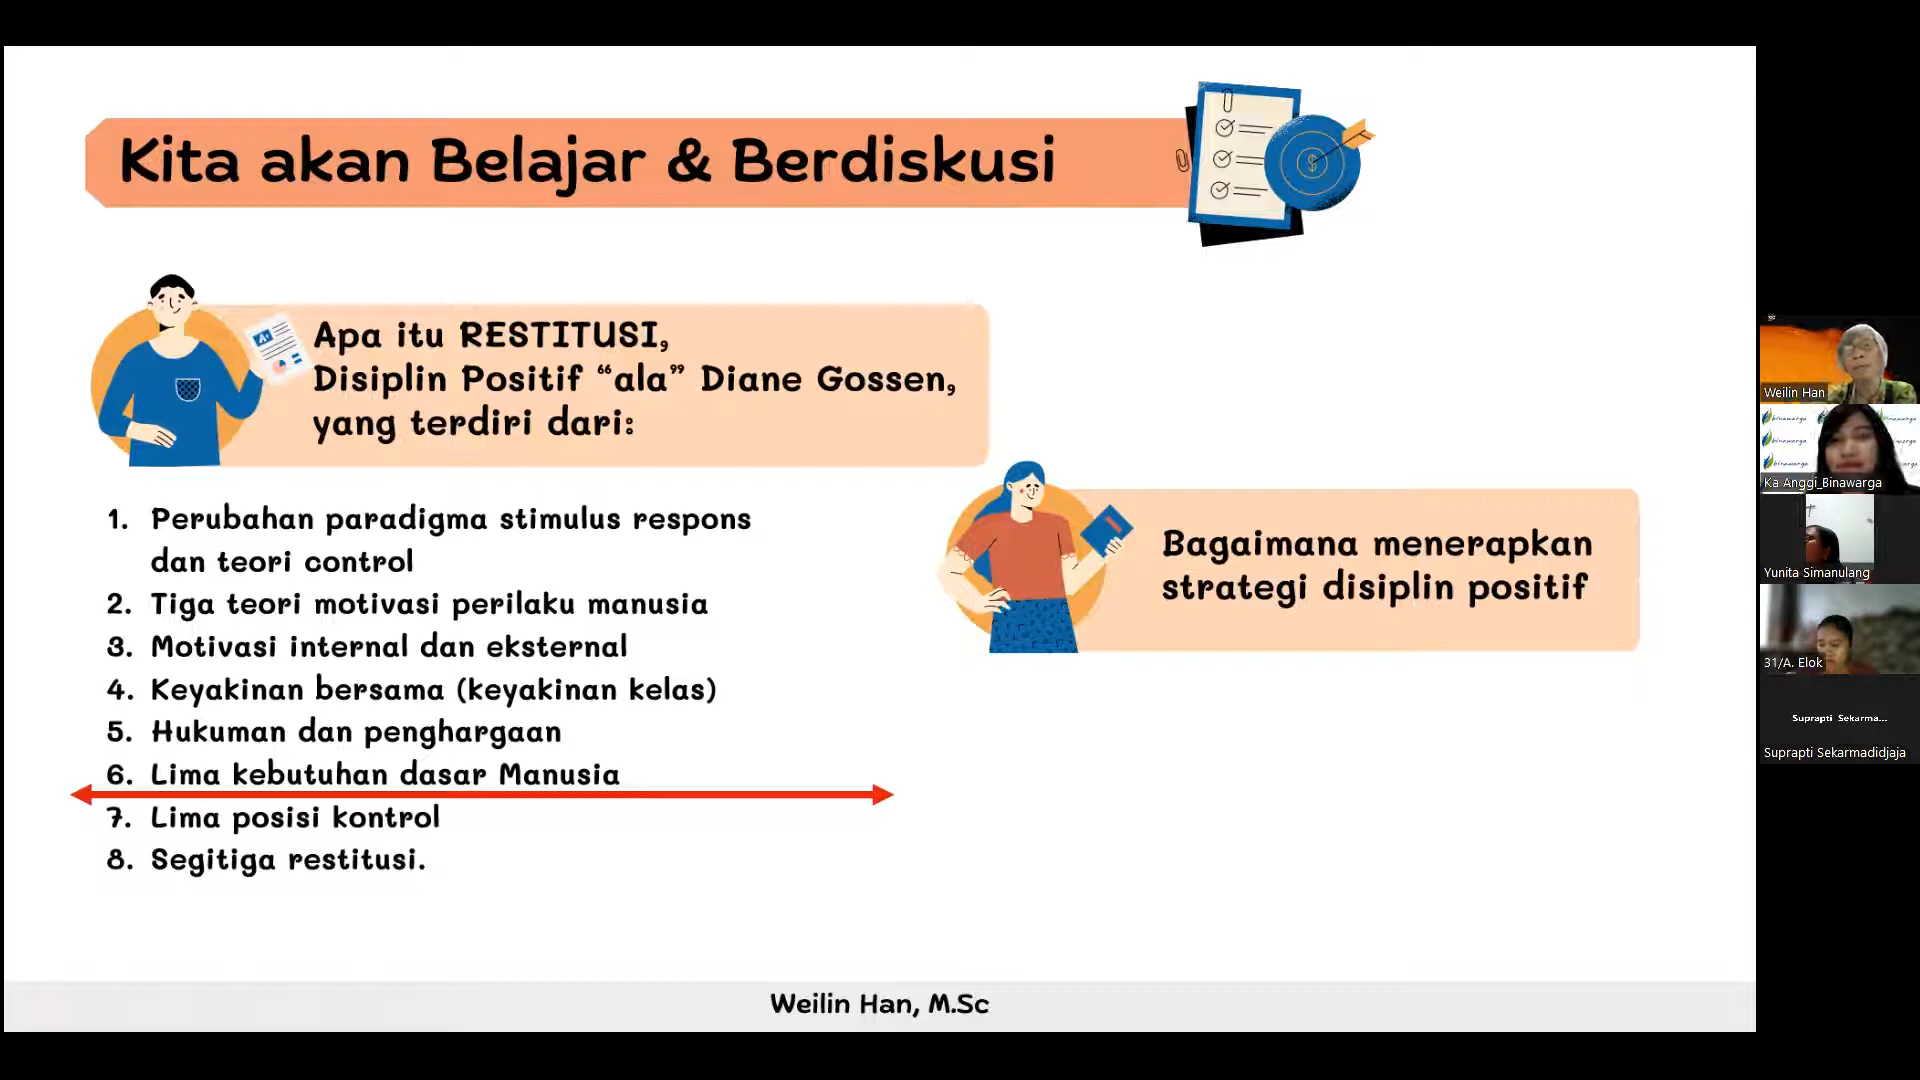 Kita akan Belajar & Berdiskusi
Apa itu RESTITUSI,
Disiplin Positif “ala” Diane Gossen,
yang terdiri dari:
1. Perubahan paradigma stimulus respons
dan teori control
2. Tiga teori motivasi perilaku manusia
3. Motivasi internal dan eksternal
4. Keyakinan bersama (keyakinan kelas)
5. Hukuman dan penghargaan
6. Lima kebutuhan dasar Manusia
7. Lima posisi kontrol
8. Segitiga restitusi.
Bagaimana menerapkan
strategi disiplin positif
Weilin Han, M.Sc
Weilin Han
binawarga
binawarga
binawarga
Ka Anggi_Binawarga
Yunita Simanulang
31/A. Elok
Suprapti Sekarma...
Suprapti Sekarmadidjaja